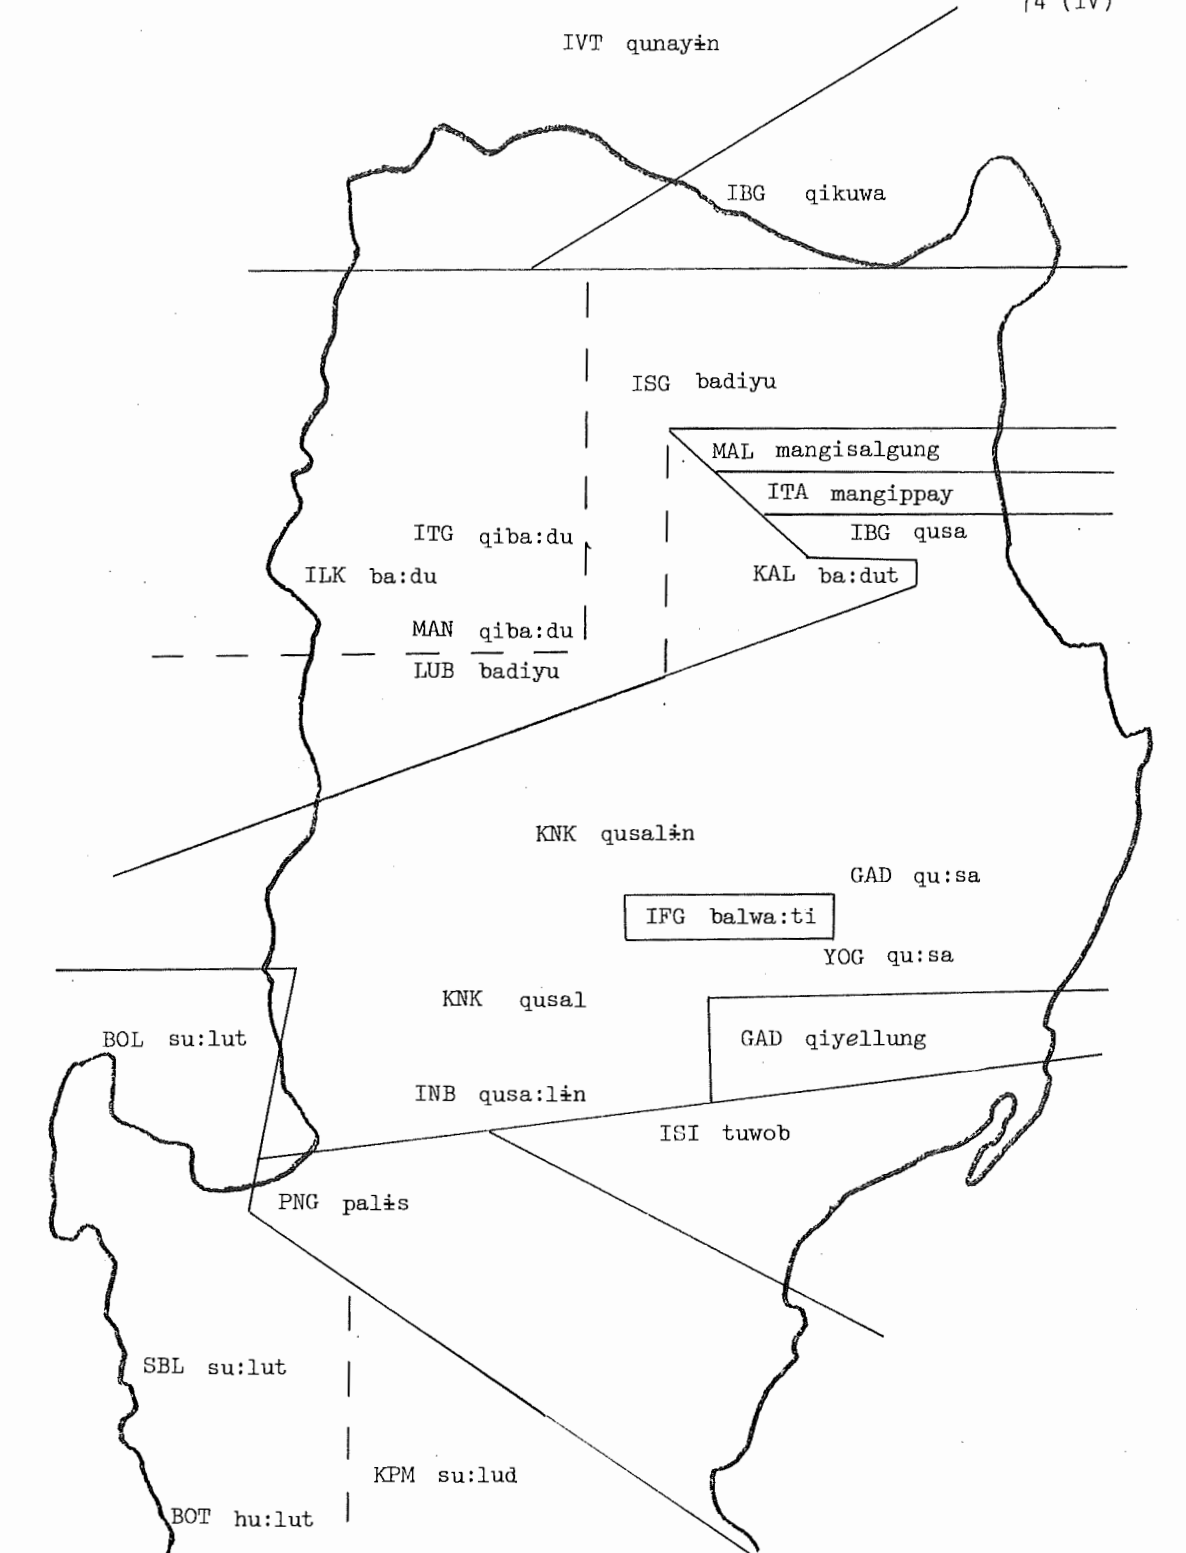 (IV)
IVT qunayɨn
IBG qikuwa
ISG badiyu
MAL mangisalgung
ITA mangippay
ITG qiba:du
IBG qusa
ILK ba:du
KAL ba:dut
MAN qiba:du
LUB badiyu
KNK qusalɨn
GAD qu:sa
IFG balwa:ti
YOG qu:sa
KNK qusal
BOL su:lut
GAD qiyellung
INB qusa:lɨn
ISI tuwob
PNG palɨs
SBL su:lut
KPM su:lud
BOT hu:lut